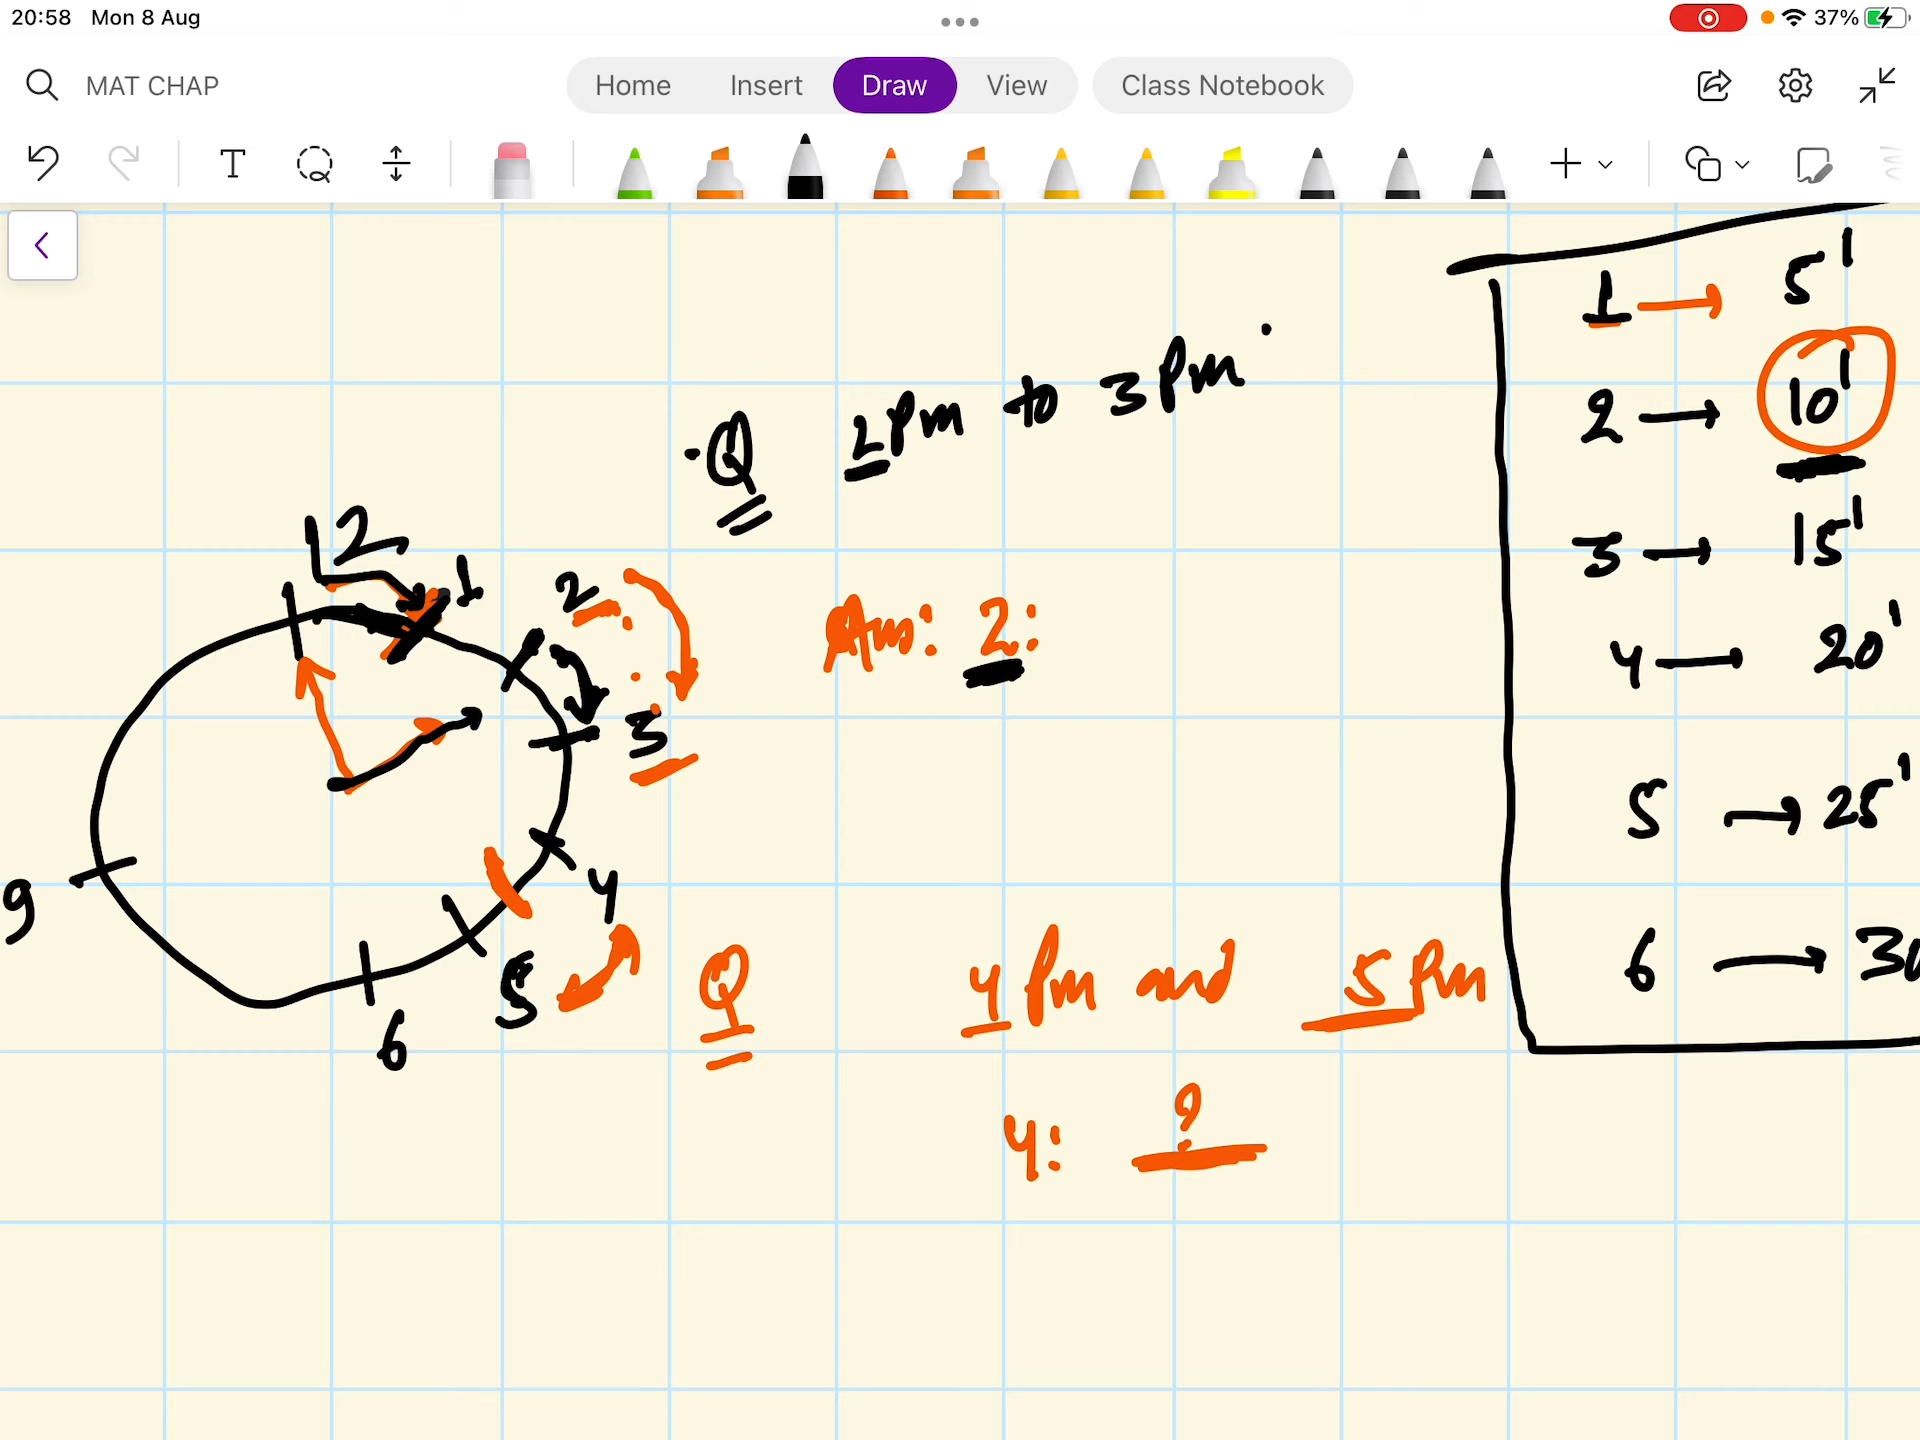 20:58 Mon 8 Aug
37%
MAT CHAP
Home Insert Draw View Class Notebook
T
1 → 5'
Q 2Pm to 3Pm
2 → 10'
12
1
2
3 → 15'
Ans: 2:
3
4 → 20'
5 → 25'
9
4
Q 4Pm and 5Pm
5
6 → 30
6
4: ?